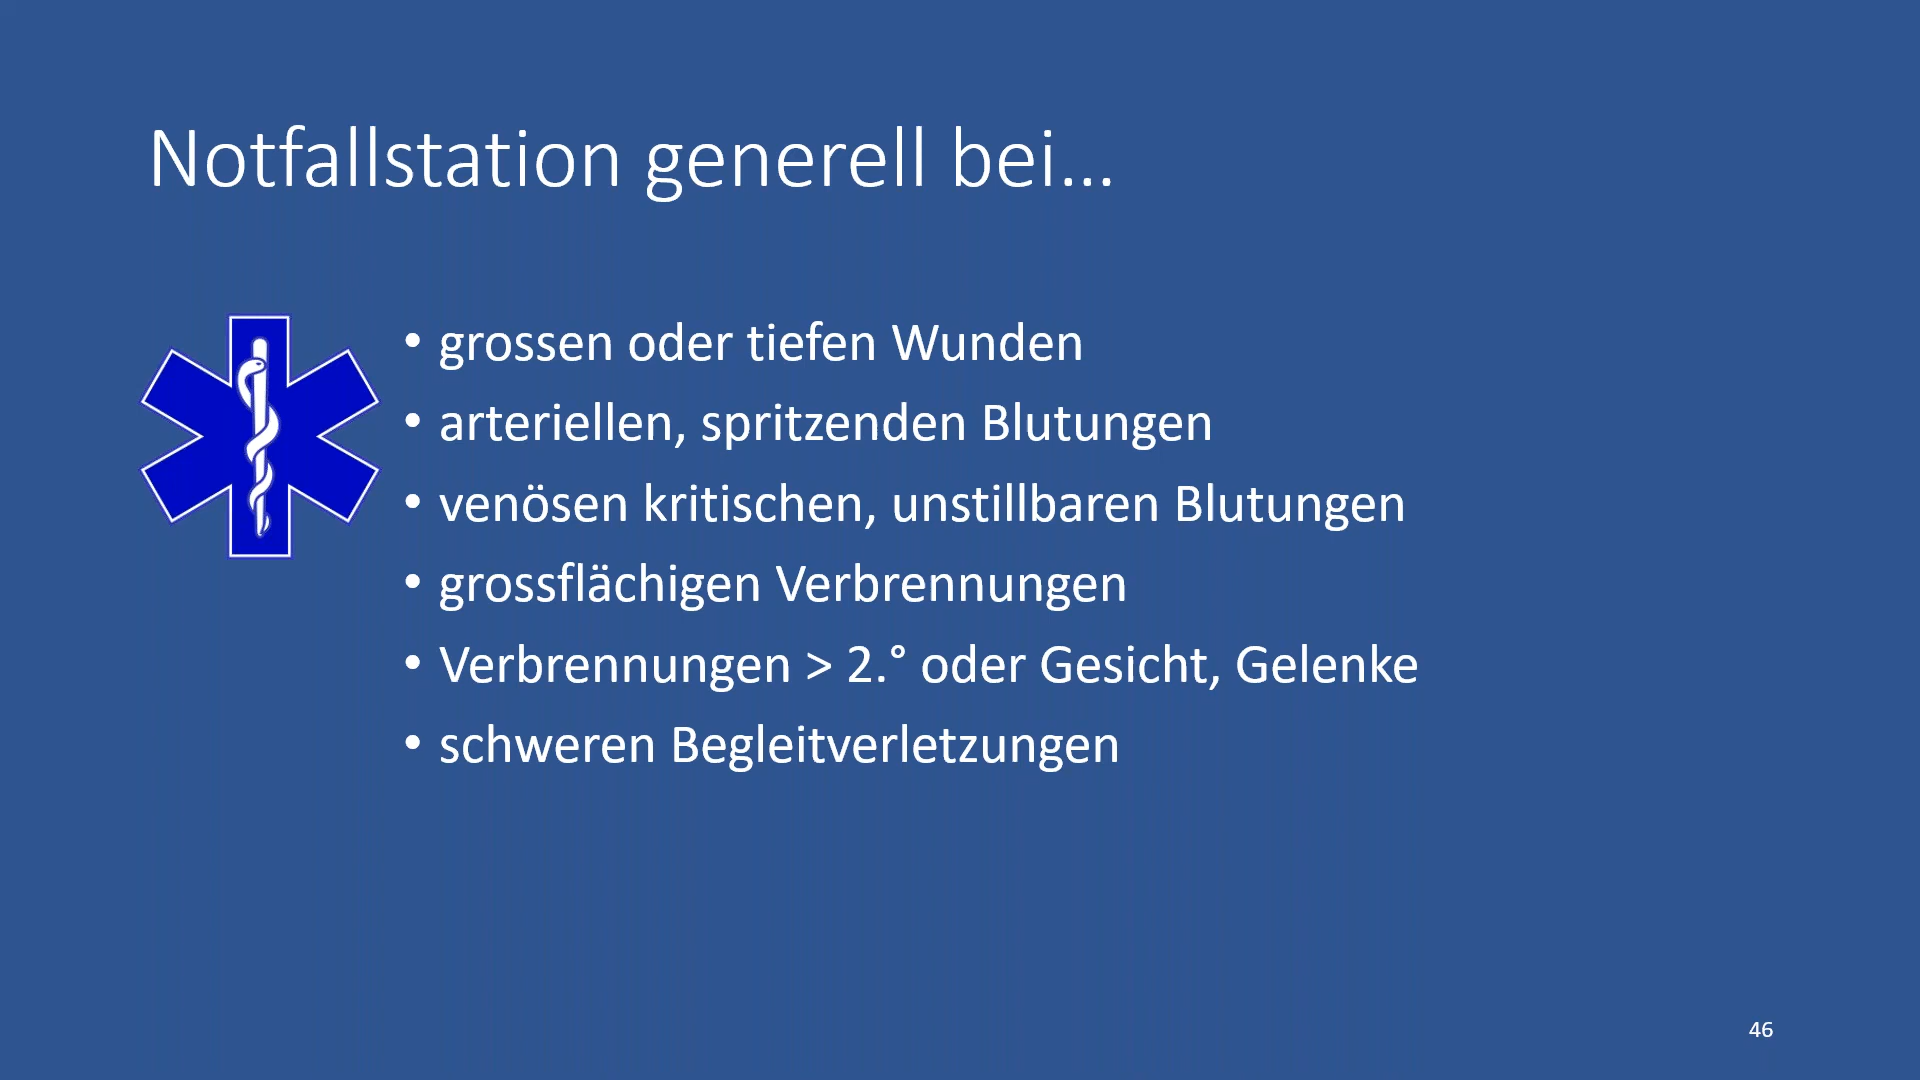 Notfallstation generell bei...
• grossen oder tiefen Wunden
• arteriellen, spritzenden Blutungen
• venösen kritischen, unstillbaren Blutungen
• grossflächigen Verbrennungen
• Verbrennungen > 2.° oder Gesicht, Gelenke
• schweren Begleitverletzungen
46